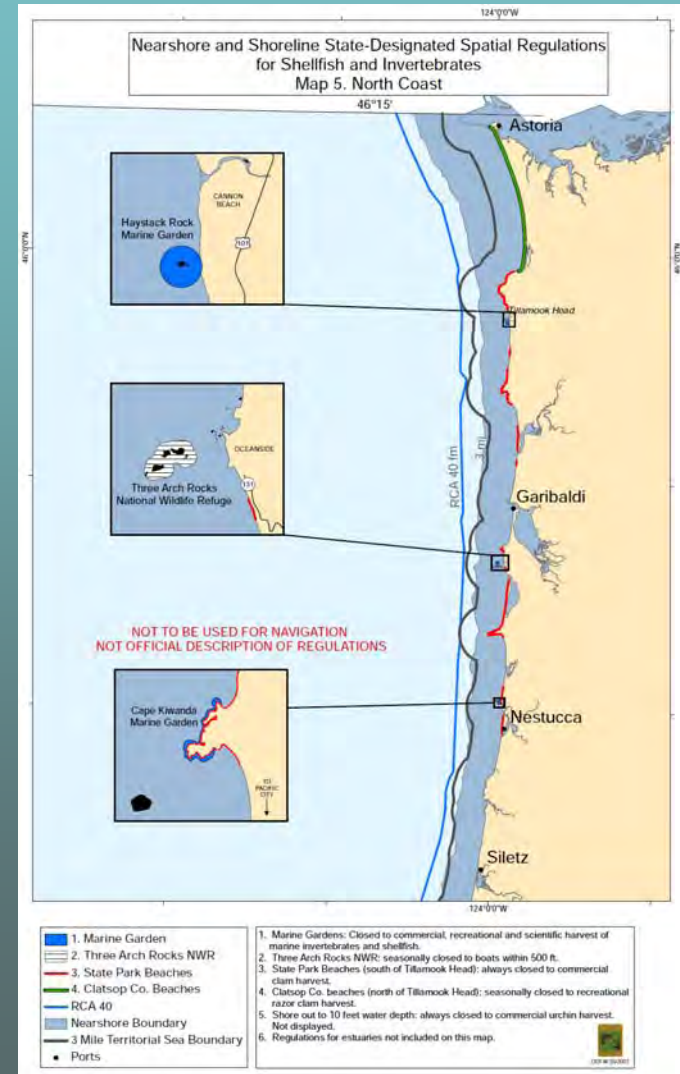 124°0'0"W
Nearshore and Shoreline State-Designated Spatial Regulations
for Shellfish and Invertebrates
Map 5. North Coast
46°15'
Astoria
CANNON
BEACH
Haystack Rock
Marine Garden
101
46°0'0"N
46°0'0"N
Tillamook Head
OCEANSIDE
Three Arch Rocks
National Wildlife Refuge
131
RCA 40 fm
3 mi
Garibaldi
NOT TO BE USED FOR NAVIGATION
NOT OFFICIAL DESCRIPTION OF REGULATIONS
Cape Kiwanda
Marine Garden
TO
PACIFIC
CITY
Nestucca
Siletz
124°0'0"W
1. Marine Garden
2. Three Arch Rocks NWR
3. State Park Beaches
4. Clatsop Co. Beaches
RCA 40
Nearshore Boundary
3 Mile Territorial Sea Boundary
Ports
1. Marine Gardens: Closed to commercial, recreational and scientific harvest of
marine invertebrates and shellfish.
2. Three Arch Rocks NWR: seasonally closed to boats within 500 ft.
3. State Park Beaches (south of Tillamook Head): always closed to commercial
clam harvest.
4. Clatsop Co. beaches (north of Tillamook Head): seasonally closed to recreational
razor clam harvest.
5. Shore out to 10 feet water depth: always closed to commercial urchin harvest.
Not displayed.
6. Regulations for estuaries not included on this map.